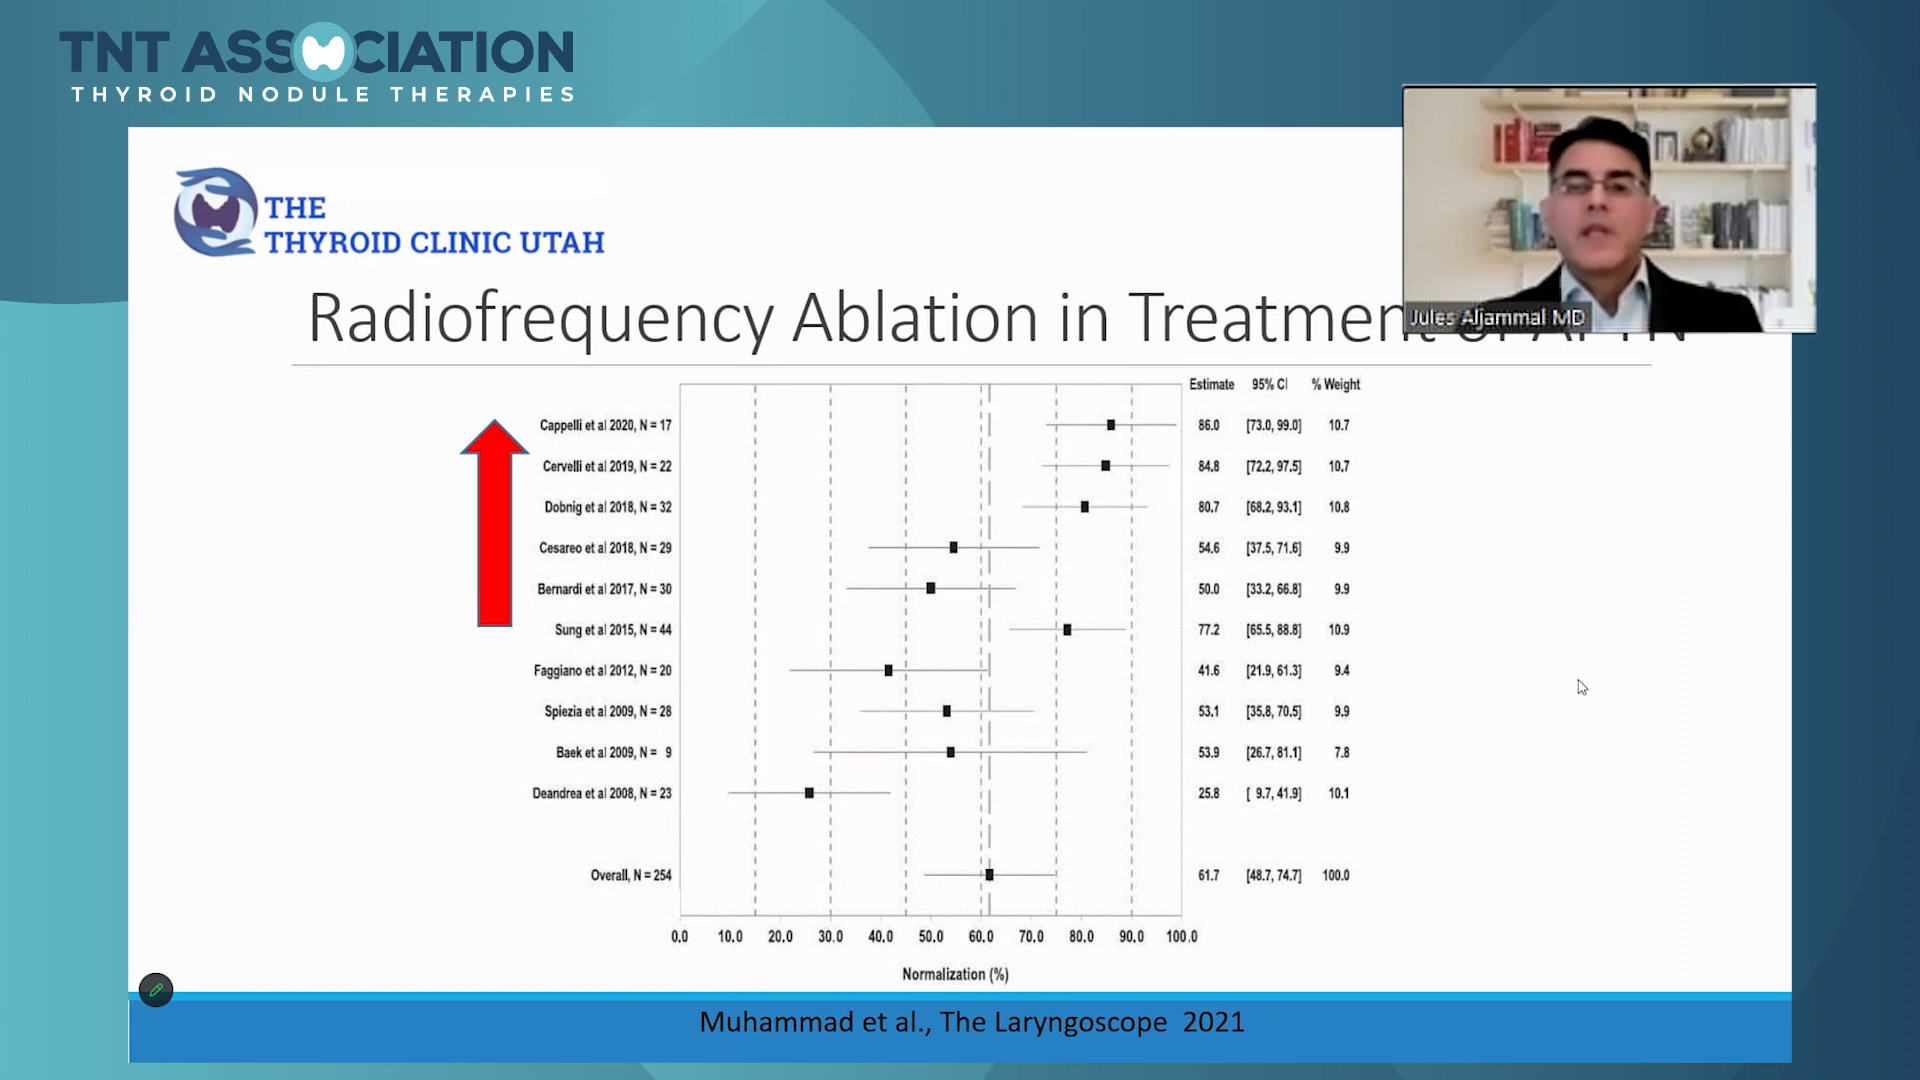 TNT ASSOCIATION
THYROID NODULE THERAPIES
THE
THYROID CLINIC UTAH
Jules Aljammal MD
Radiofrequency Ablation in Treatment of AFTN
Estimate 95% CI % Weight
Cappelli et al 2020, N = 17 86.0 [73.0, 99.0] 10.7
Cervelli et al 2019, N = 22 84.8 [72.2, 97.5] 10.7
Dobnig et al 2018, N = 32 80.7 [68.2, 93.1] 10.8
Cesareo et al 2018, N = 29 54.6 [37.5, 71.6] 9.9
Bernardi et al 2017, N = 30 50.0 [33.2, 66.8] 9.9
Sung et al 2015, N = 44 77.2 [65.5, 88.8] 10.9
Faggiano et al 2012, N = 20 41.6 [21.9, 61.3] 9.4
Spiezia et al 2009, N = 28 53.1 [35.8, 70.5] 9.9
Baek et al 2009, N = 9 53.9 [26.7, 81.1] 7.8
Deandrea et al 2008, N = 23 25.8 [ 9.7, 41.9] 10.1
Overall, N = 254 61.7 [48.7, 74.7] 100.0
0.0 10.0 20.0 30.0 40.0 50.0 60.0 70.0 80.0 90.0 100.0
Normalization (%)
Muhammad et al., The Laryngoscope 2021